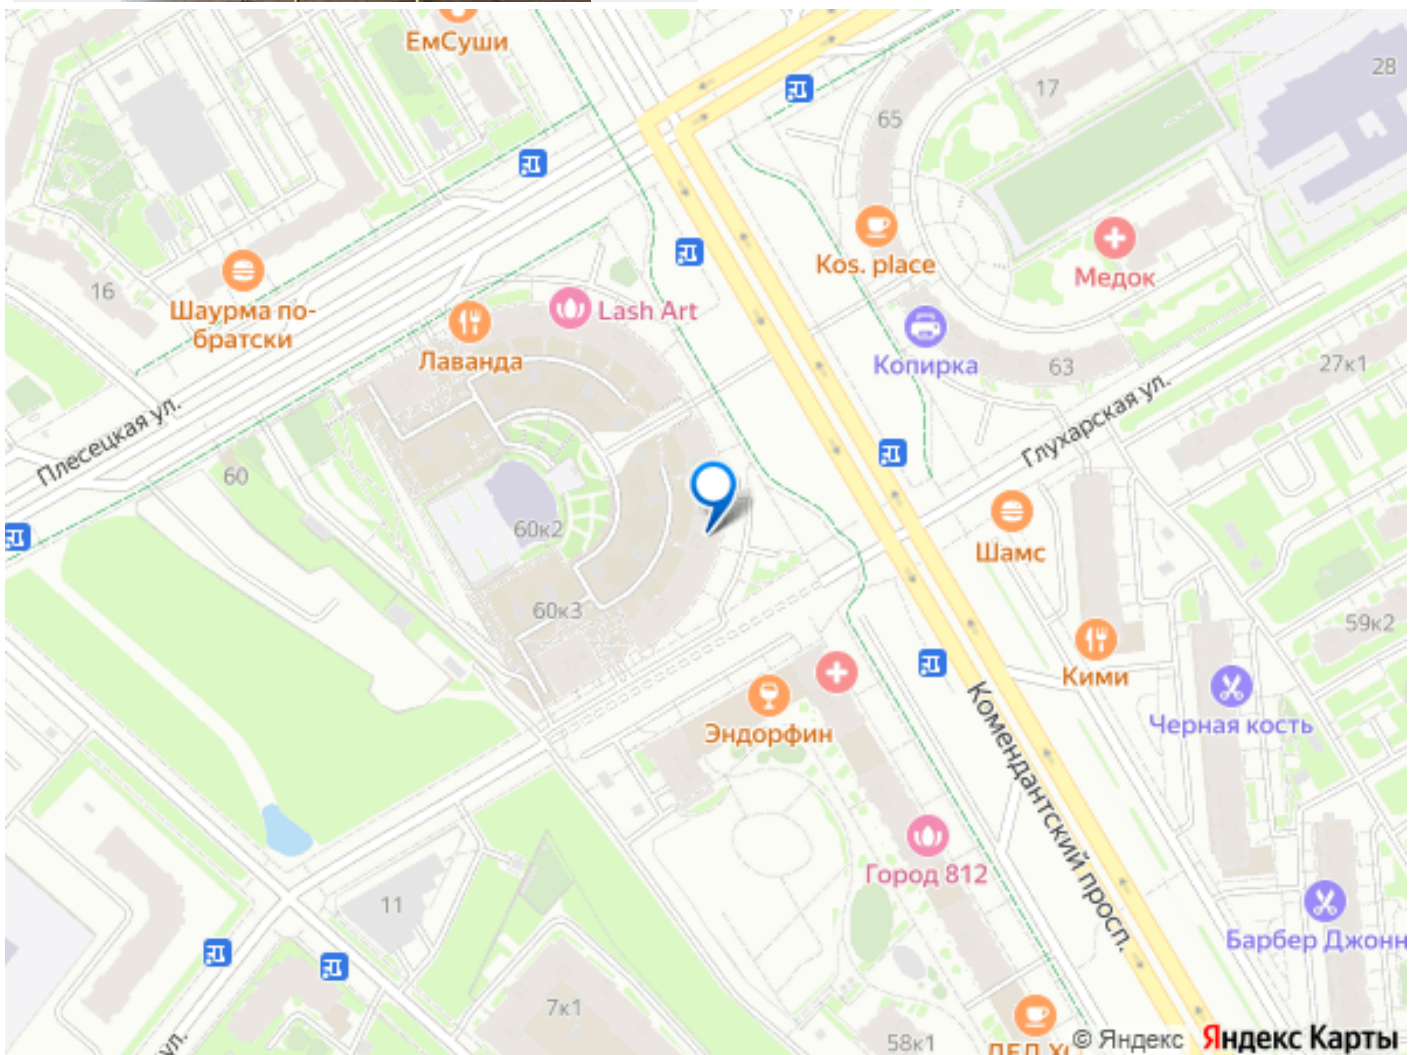 ЕмСуши
28
17
65
Kos. place
Медок
16
Шаурма по-
братски
Lash Art
Лаванда
Копирка
63
27к1
Плесецкая ул.
Глухарская ул.
60
60к2
Шамс
60к3
59к2
Кими
Эндорфин
Черная кость
Комендантский просп.
Город 812
11
Барбер Джонн
7к1
58к1
ул.
© Яндекс Яндекс Карты